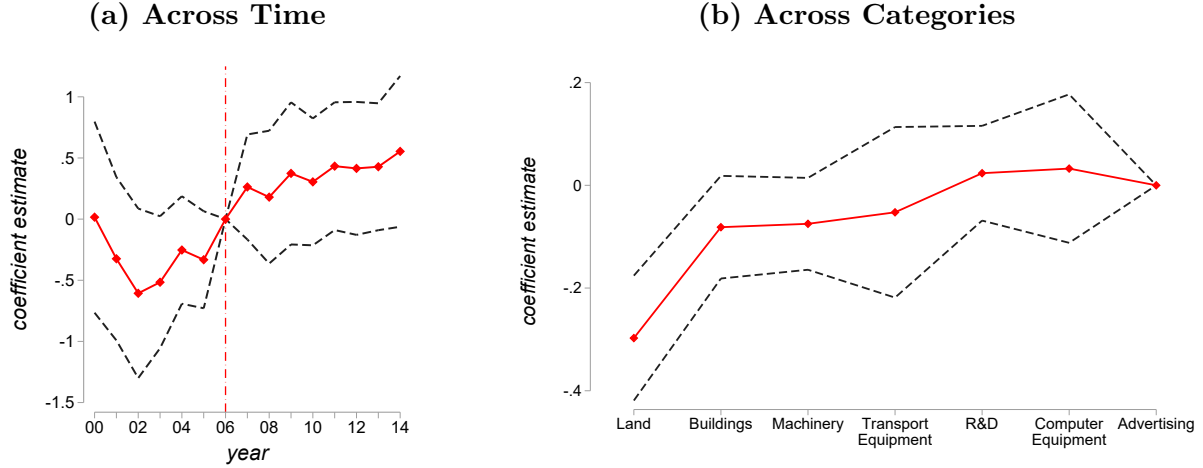 (a) Across Time
coefficient estimate
1
.5
0
-.5
-1
-1.5
00 02 04 06 08 10 12 14
year
(b) Across Categories
coefficient estimate
.2
0
-.2
-.4
Land Buildings Machinery Transport Equipment R&D Computer Equipment Advertising